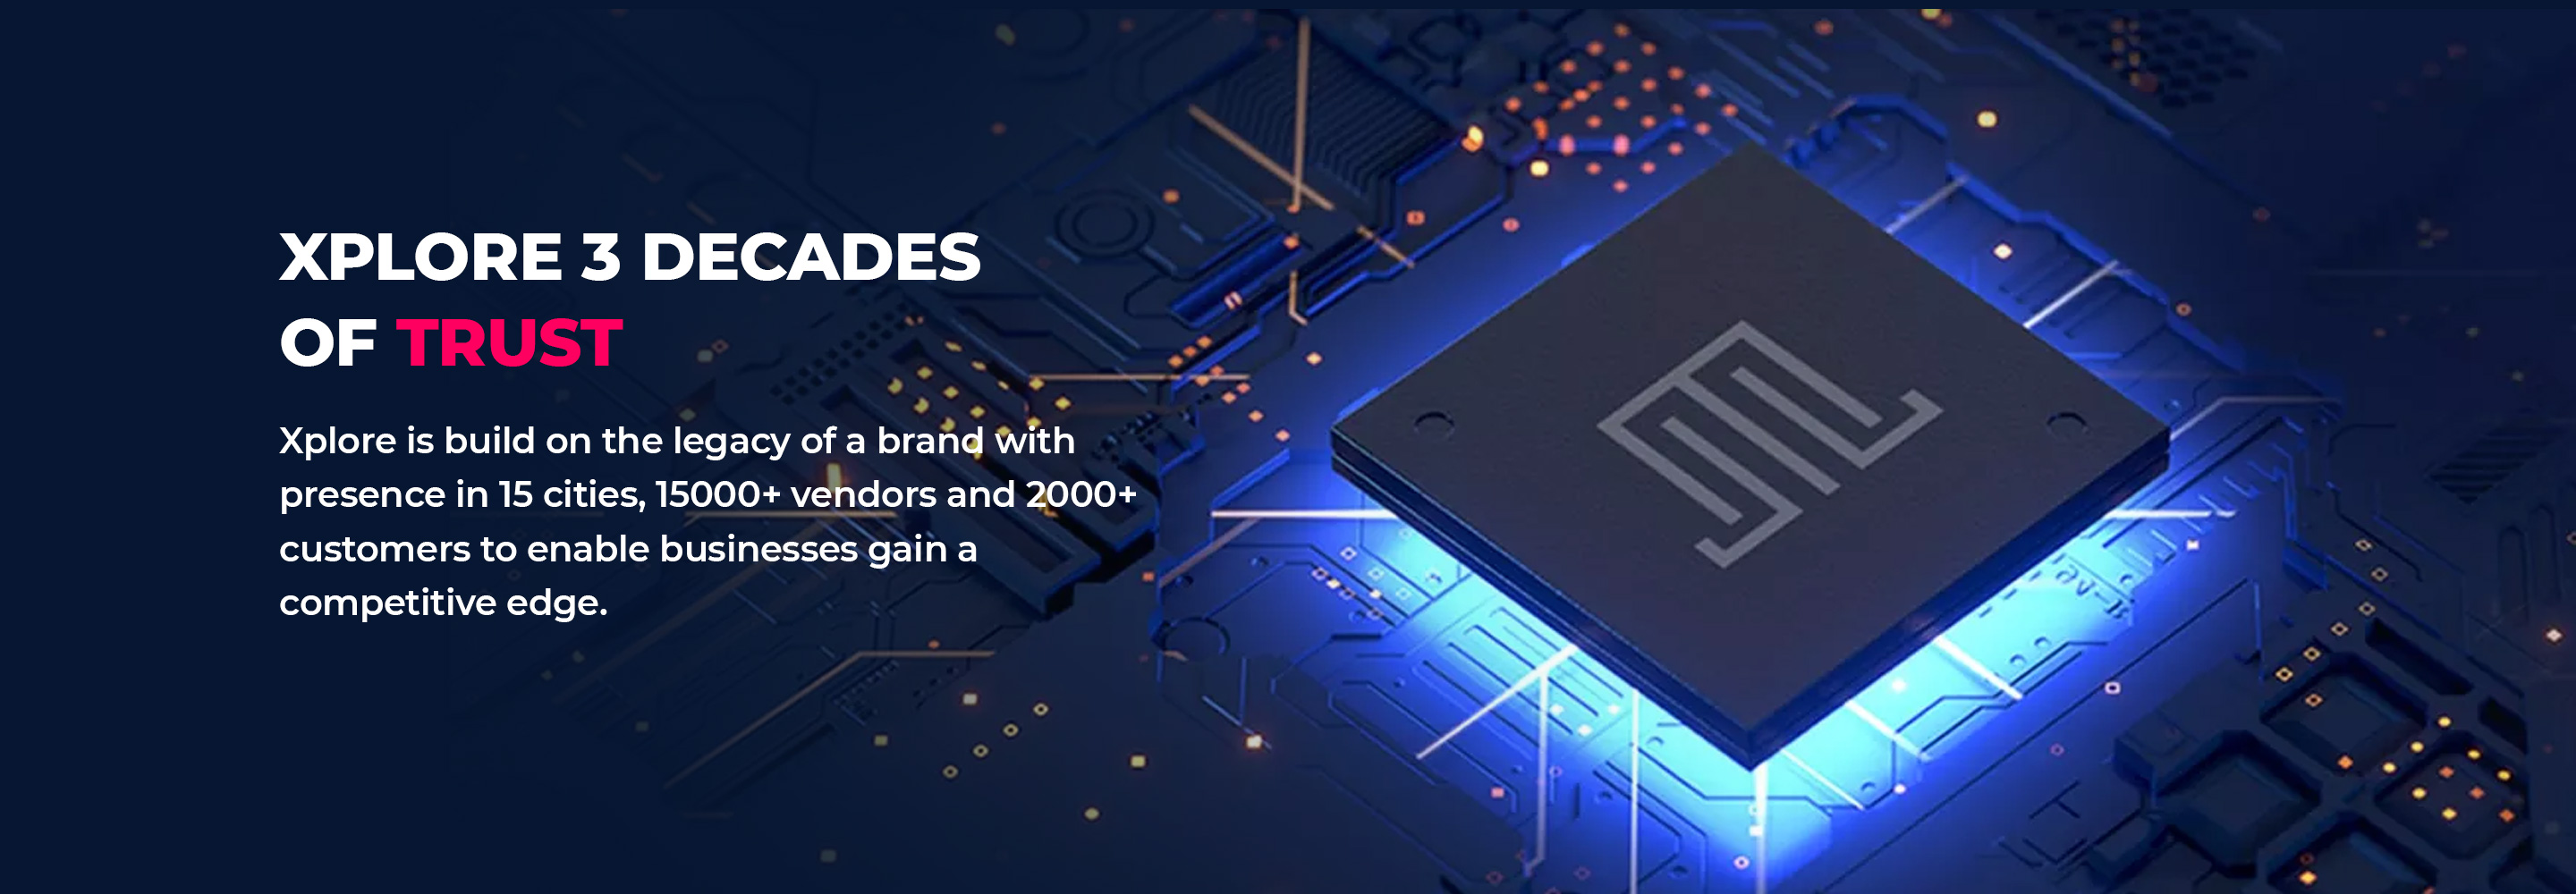 XPLORE 3 DECADES
OF TRUST
Xplore is build on the legacy of a brand with
presence in 15 cities, 15000+ vendors and 2000+
customers to enable businesses gain a
competitive edge.